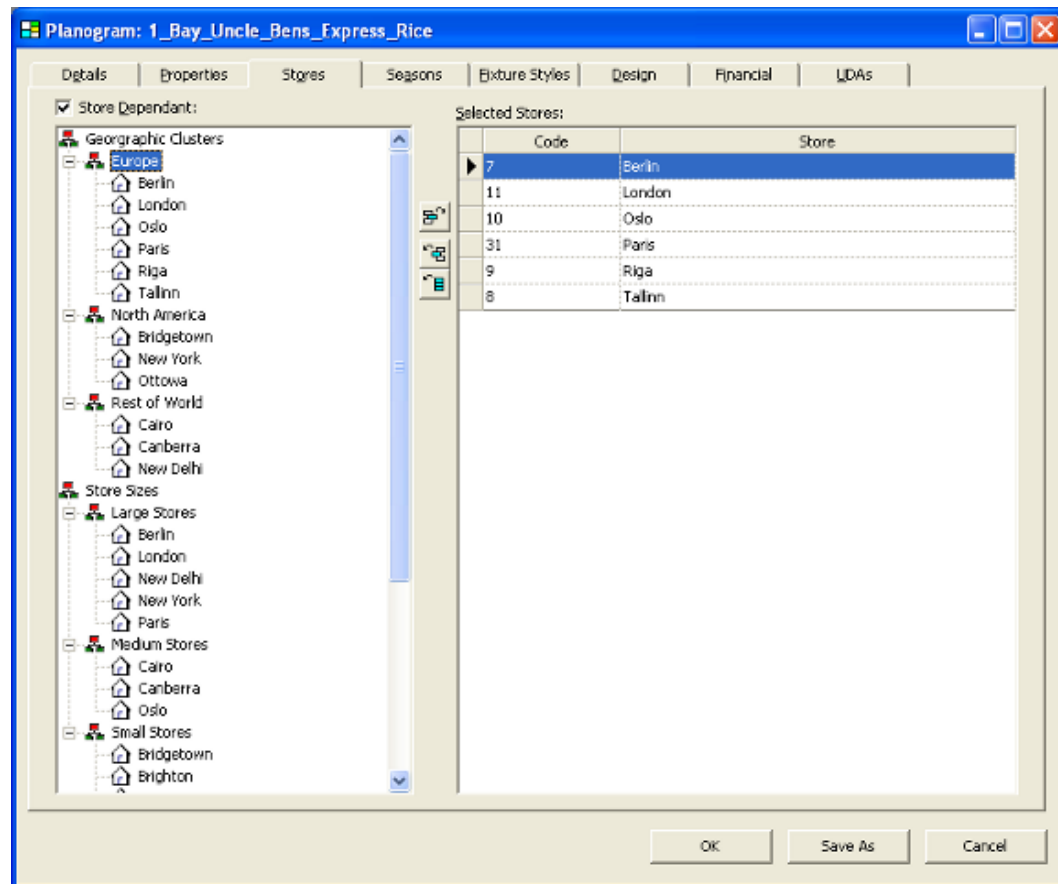 Planogram: 1_Bay_Uncle_Bens_Express_Rice
Details Properties Stores Seasons Fixture Styles Design Financial UDAs
Store Dependant:
Georgraphic Clusters
Europe
Berlin
London
Oslo
Paris
Riga
Tallinn
North America
Bridgetown
New York
Ottowa
Rest of World
Cairo
Canberra
New Delhi
Store Sizes
Large Stores
Berlin
London
New Delhi
New York
Paris
Medium Stores
Cairo
Canberra
Oslo
Small Stores
Bridgetown
Brighton
Selected Stores:
Code Store
7 Berlin
11 London
10 Oslo
31 Paris
9 Riga
8 Tallinn
OK Save As Cancel